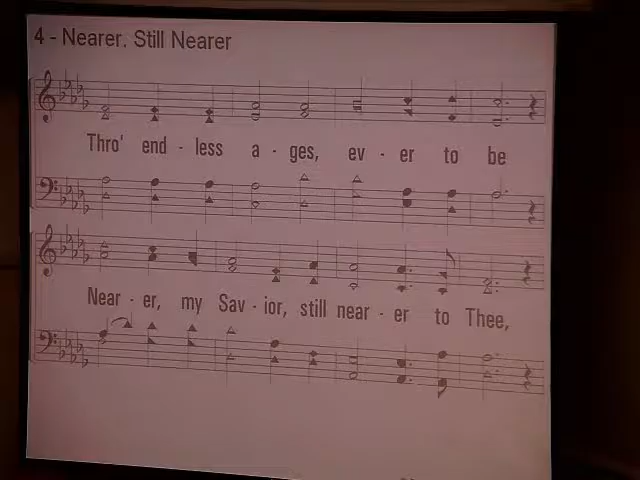 4 - Nearer, Still Nearer
Thro' end - less a - ges, ev - er to be
Near - er, my Sav - ior, still near - er to Thee,